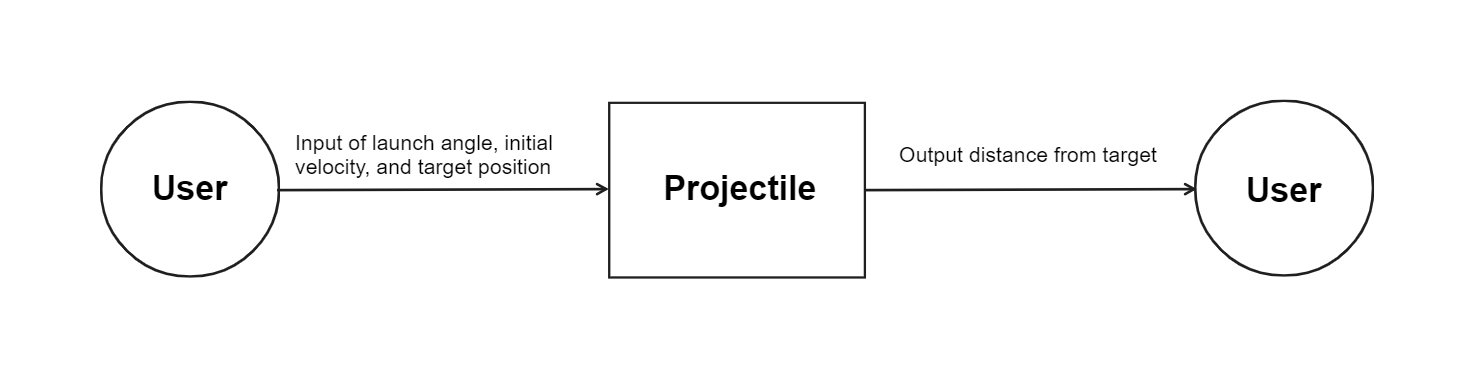 User
Input of launch angle, initial
velocity, and target position
Projectile
Output distance from target
User